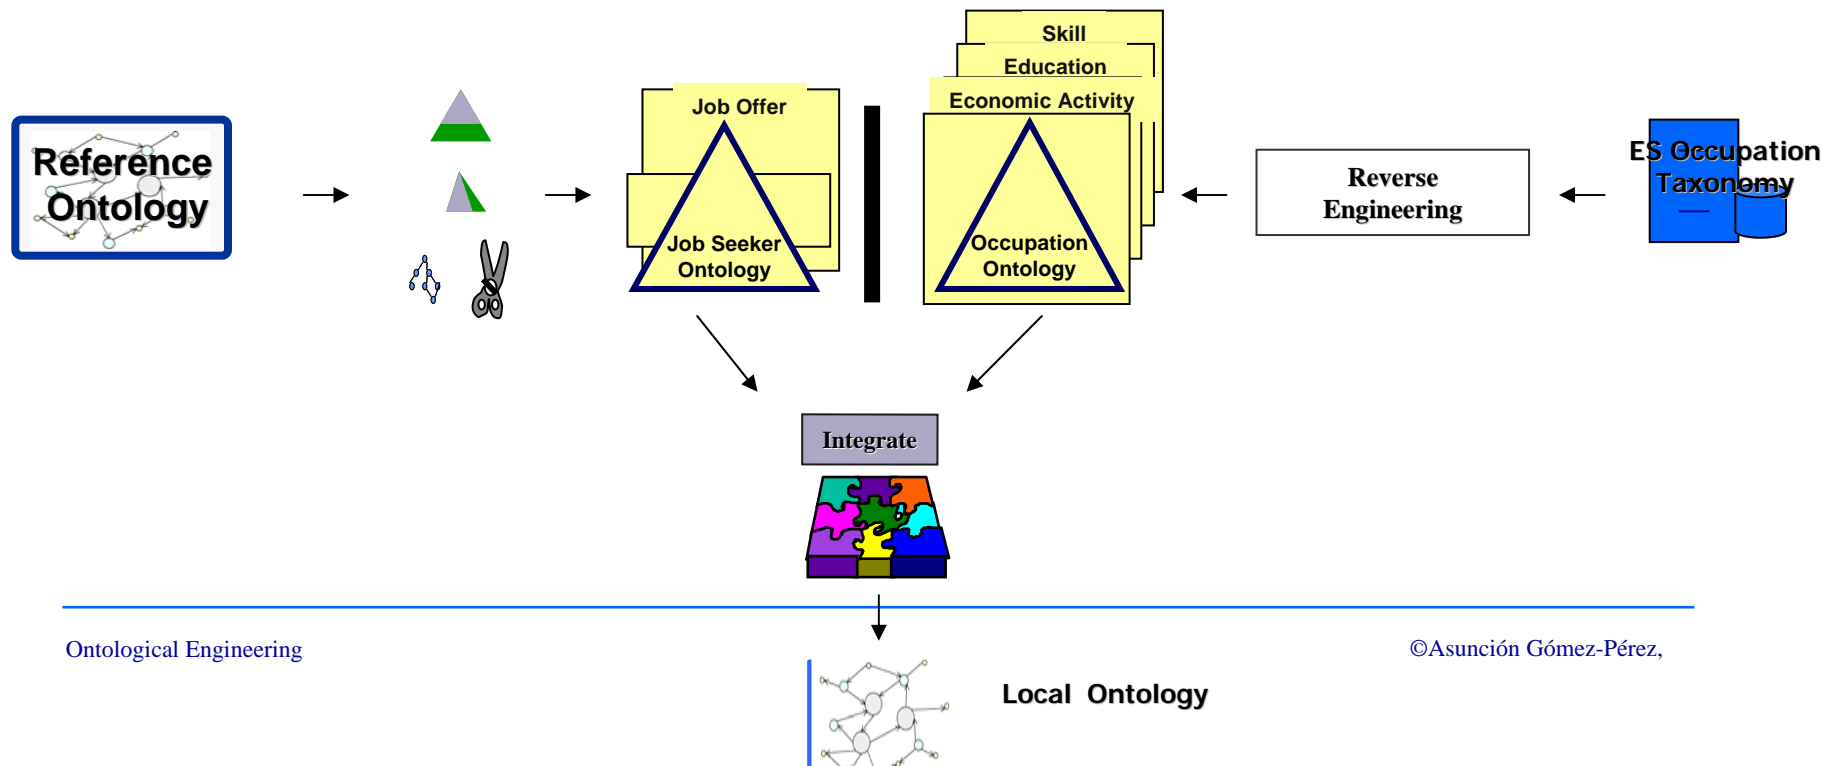 Skill
Education
Economic Activity
Job Offer
Reference
Ontology
Job Seeker
Ontology
Occupation
Ontology
Reverse
Engineering
ES Occupation
Taxonomy
Integrate
Ontological Engineering
©Asunción Gómez-Pérez,
Local Ontology